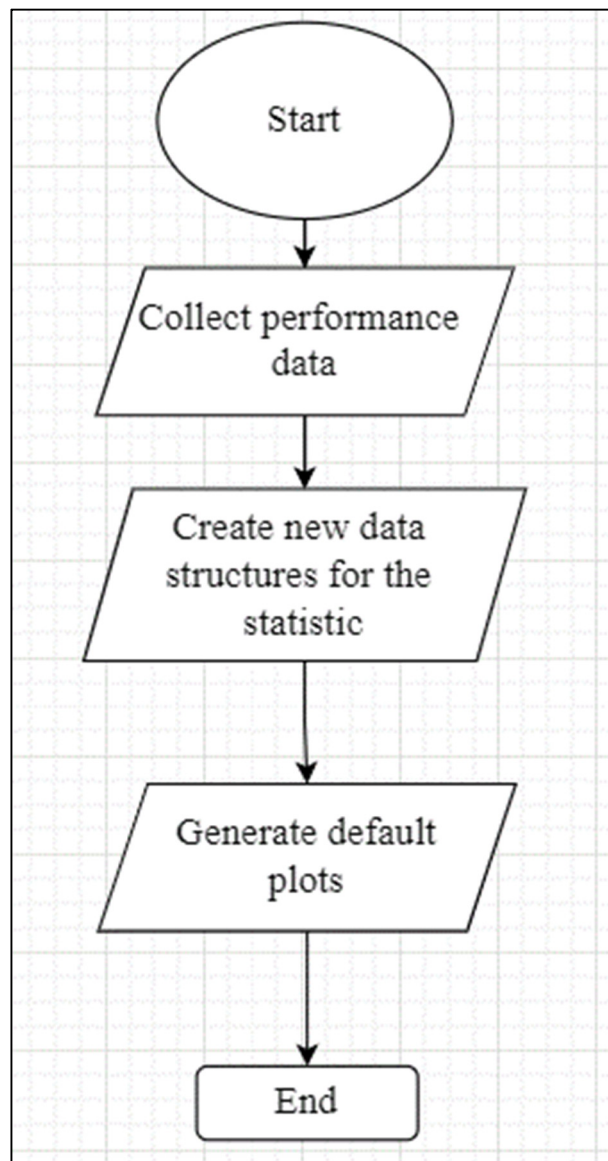 Start
Collect performance
data
Create new data
structures for the
statistic
Generate default
plots
End